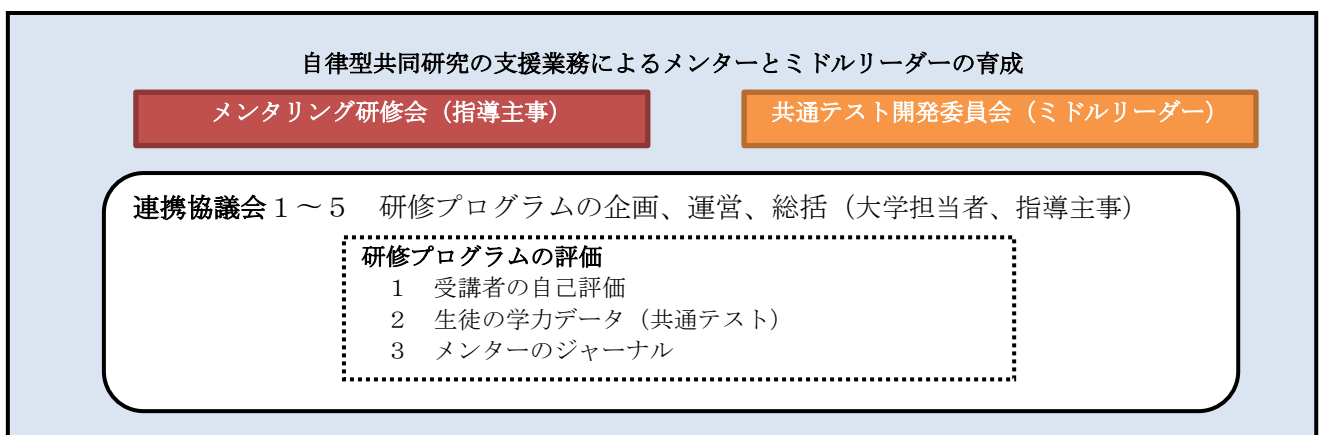 自律型共同研究の支援業務によるメンターとミドルリーダーの育成
メンタリング研修会（指導主事）
共通テスト開発委員会（ミドルリーダー）
連携協議会１～５　研修プログラムの企画、運営、総括（大学担当者、指導主事）
研修プログラムの評価
１　受講者の自己評価
２　生徒の学力データ（共通テスト）
３　メンターのジャーナル